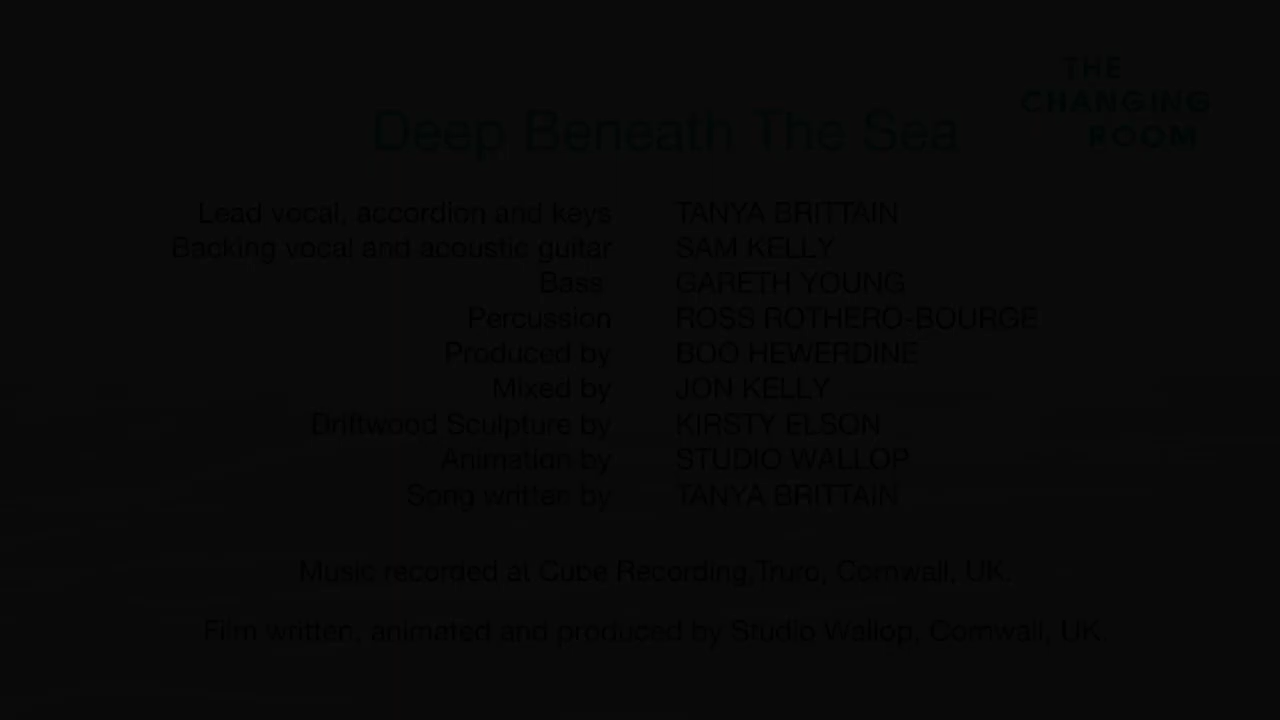 THE
CHANGING
ROOM
Deep Beneath The Sea
Lead vocal, accordion and keys TANYA BRITTAIN
Backing vocal and acoustic guitar SAM KELLY
Bass GARETH YOUNG
Percussion ROSS ROTHERO-BOURGE
Produced by BOO HEWERDINE
Mixed by JON KELLY
Driftwood Sculpture by KIRSTY ELSON
Animation by STUDIO WALLOP
Song written by TANYA BRITTAIN
Music recorded at Cube Recording,Truro, Cornwall, UK.
Film written, animated and produced by Studio Wallop, Cornwall, UK.